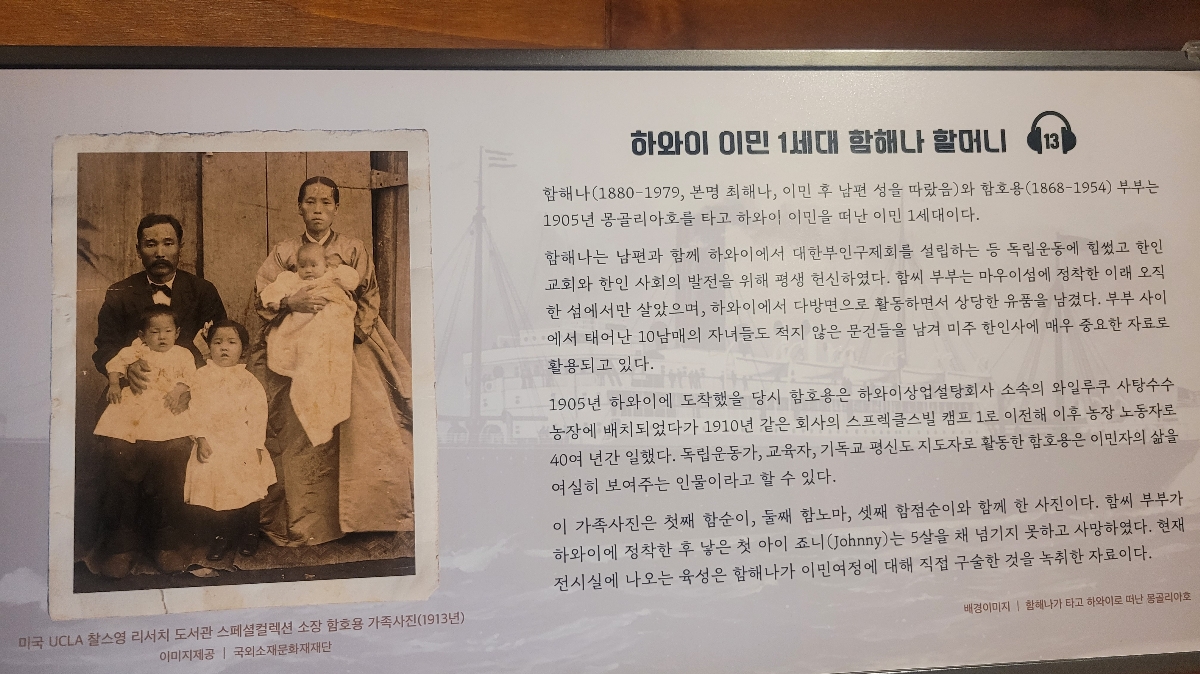 하와이 이민 1세대 함해나 할머니 13
함해나(1880-1979, 본명 최해나, 이민 후 남편 성을 따랐음)와 함호용(1868-1954) 부부는
1905년 몽골리아호를 타고 하와이 이민을 떠난 이민 1세대이다.
함해나는 남편과 함께 하와이에서 대한부인구제회를 설립하는 등 독립운동에 힘썼고 한인
교회와 한인 사회의 발전을 위해 평생 헌신하였다. 함씨 부부는 마우이섬에 정착한 이래 오직
한 섬에서만 살았으며, 하와이에서 다방면으로 활동하면서 상당한 유품을 남겼다. 부부 사이
에서 태어난 10남매의 자녀들도 적지 않은 문건들을 남겨 미주 한인사에 매우 중요한 자료로
활용되고 있다.
1905년 하와이에 도착했을 당시 함호용은 하와이상업설탕회사 소속의 와일루쿠 사탕수수
농장에 배치되었다가 1910년 같은 회사의 스프렉클스빌 캠프 1로 이전해 이후 농장 노동자로
40여 년간 일했다. 독립운동가, 교육자, 기독교 평신도 지도자로 활동한 함호용은 이민자의 삶을
여실히 보여주는 인물이라고 할 수 있다.
이 가족사진은 첫째 함순이, 둘째 함노마, 셋째 함점순이와 함께 한 사진이다. 함씨 부부가
하와이에 정착한 후 낳은 첫 아이 죠니(Johnny)는 5살을 채 넘기지 못하고 사망하였다. 현재
전시실에 나오는 육성은 함해나가 이민여정에 대해 직접 구술한 것을 녹취한 자료이다.
배경이미지 | 함헤나가 타고 하와이로 떠난 몽골리아호
미국 UCLA 찰스영 리서치 도서관 스페셜컬렉션 소장 함호용 가족사진(1913년)
이미지제공 | 국외소재문화재재단